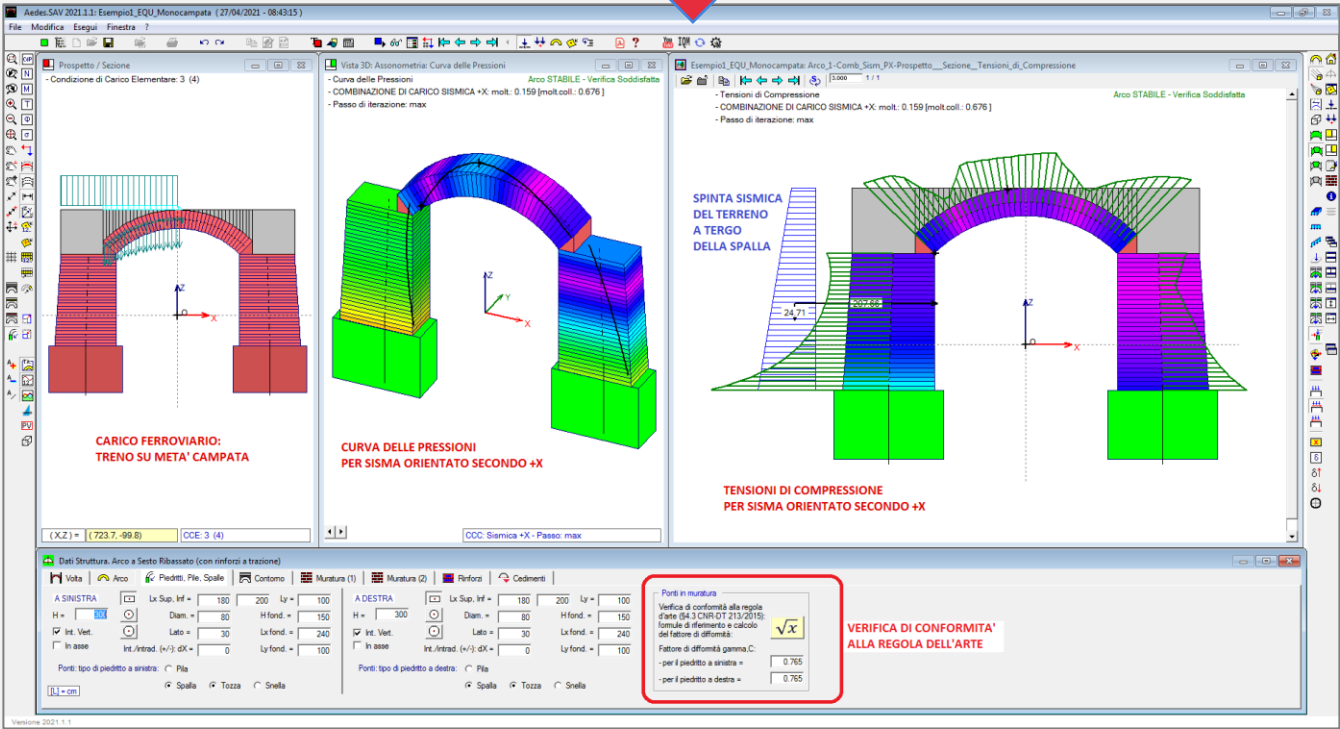 Aedes.SAV 2021.1.1: Esempio1_EQU_Monocampata (27/04/2021 - 08:43:15)
File Modifica Esegui Finestra ?
Prospetto / Sezione
- Condizione di Carico Elementare: 3 (4)
Z
O
X
CARICO FERROVIARIO:
TRENO SU META' CAMPATA
(X,Z) = (723.7, -99.8) CCE: 3 (4)
Vista 3D: Assonometria: Curva delle Pressioni
- Curva delle Pressioni Arco STABILE - Verifica Soddisfatta
- COMBINAZIONE DI CARICO SISMICA +X: molt.: 0.159 [molt.coll.: 0.676 ]
- Passo di iterazione: max
Z
Y
X
CURVA DELLE PRESSIONI
PER SISMA ORIENTATO SECONDO +X
CCC: Sismica +X - Passo: max
Esempio1_EQU_Monocampata: Arco_1-Comb_Sism_PX-Prospetto__Sezione_Tensioni_di_Compressione
3.000 1 / 1
- Tensioni di Compressione Arco STABILE - Verifica Soddisfatta
- COMBINAZIONE DI CARICO SISMICA +X: molt.: 0.159 [molt.coll.: 0.676 ]
- Passo di iterazione: max
SPINTA SISMICA
DEL TERRENO
A TERGO
DELLA SPALLA
24,71
Z
O
X
TENSIONI DI COMPRESSIONE
PER SISMA ORIENTATO SECONDO +X
Dati Struttura. Arco a Sesto Ribassato (con rinforzi a trazione)
Volta Arco Piedritti, Pile, Spalle Contorno Muratura (1) Muratura (2) Rinforzi Cedimenti
A SINISTRA Lx Sup, Inf = 180 200 Ly = 100
H = 300 Diam. = 80 H fond. = 150
Int. Vert. Lato = 30 Lx fond. = 240
In asse Int./intrad. (+/-): dX = 0 Ly fond. = 100
Ponti: tipo di piedritto a sinistra: Pila
Spalla Tozza Snella
[L] = cm
A DESTRA Lx Sup, Inf = 180 200 Ly = 100
H = 300 Diam. = 80 H fond. = 150
Int. Vert. Lato = 30 Lx fond. = 240
In asse Int./intrad. (+/-): dX = 0 Ly fond. = 100
Ponti: tipo di piedritto a destra: Pila
Spalla Tozza Snella
Ponti in muratura
Verifica di conformità alla regola
d'arte (§4.3 CNR-DT 213/2015):
formule di riferimento e calcolo
del fattore di difformità:
√x
Fattore di difformità gamma,C:
- per il piedritto a sinistra = 0.765
- per il piedritto a destra = 0.765
VERIFICA DI CONFORMITA'
ALLA REGOLA DELL'ARTE
Versione 2021.1.1